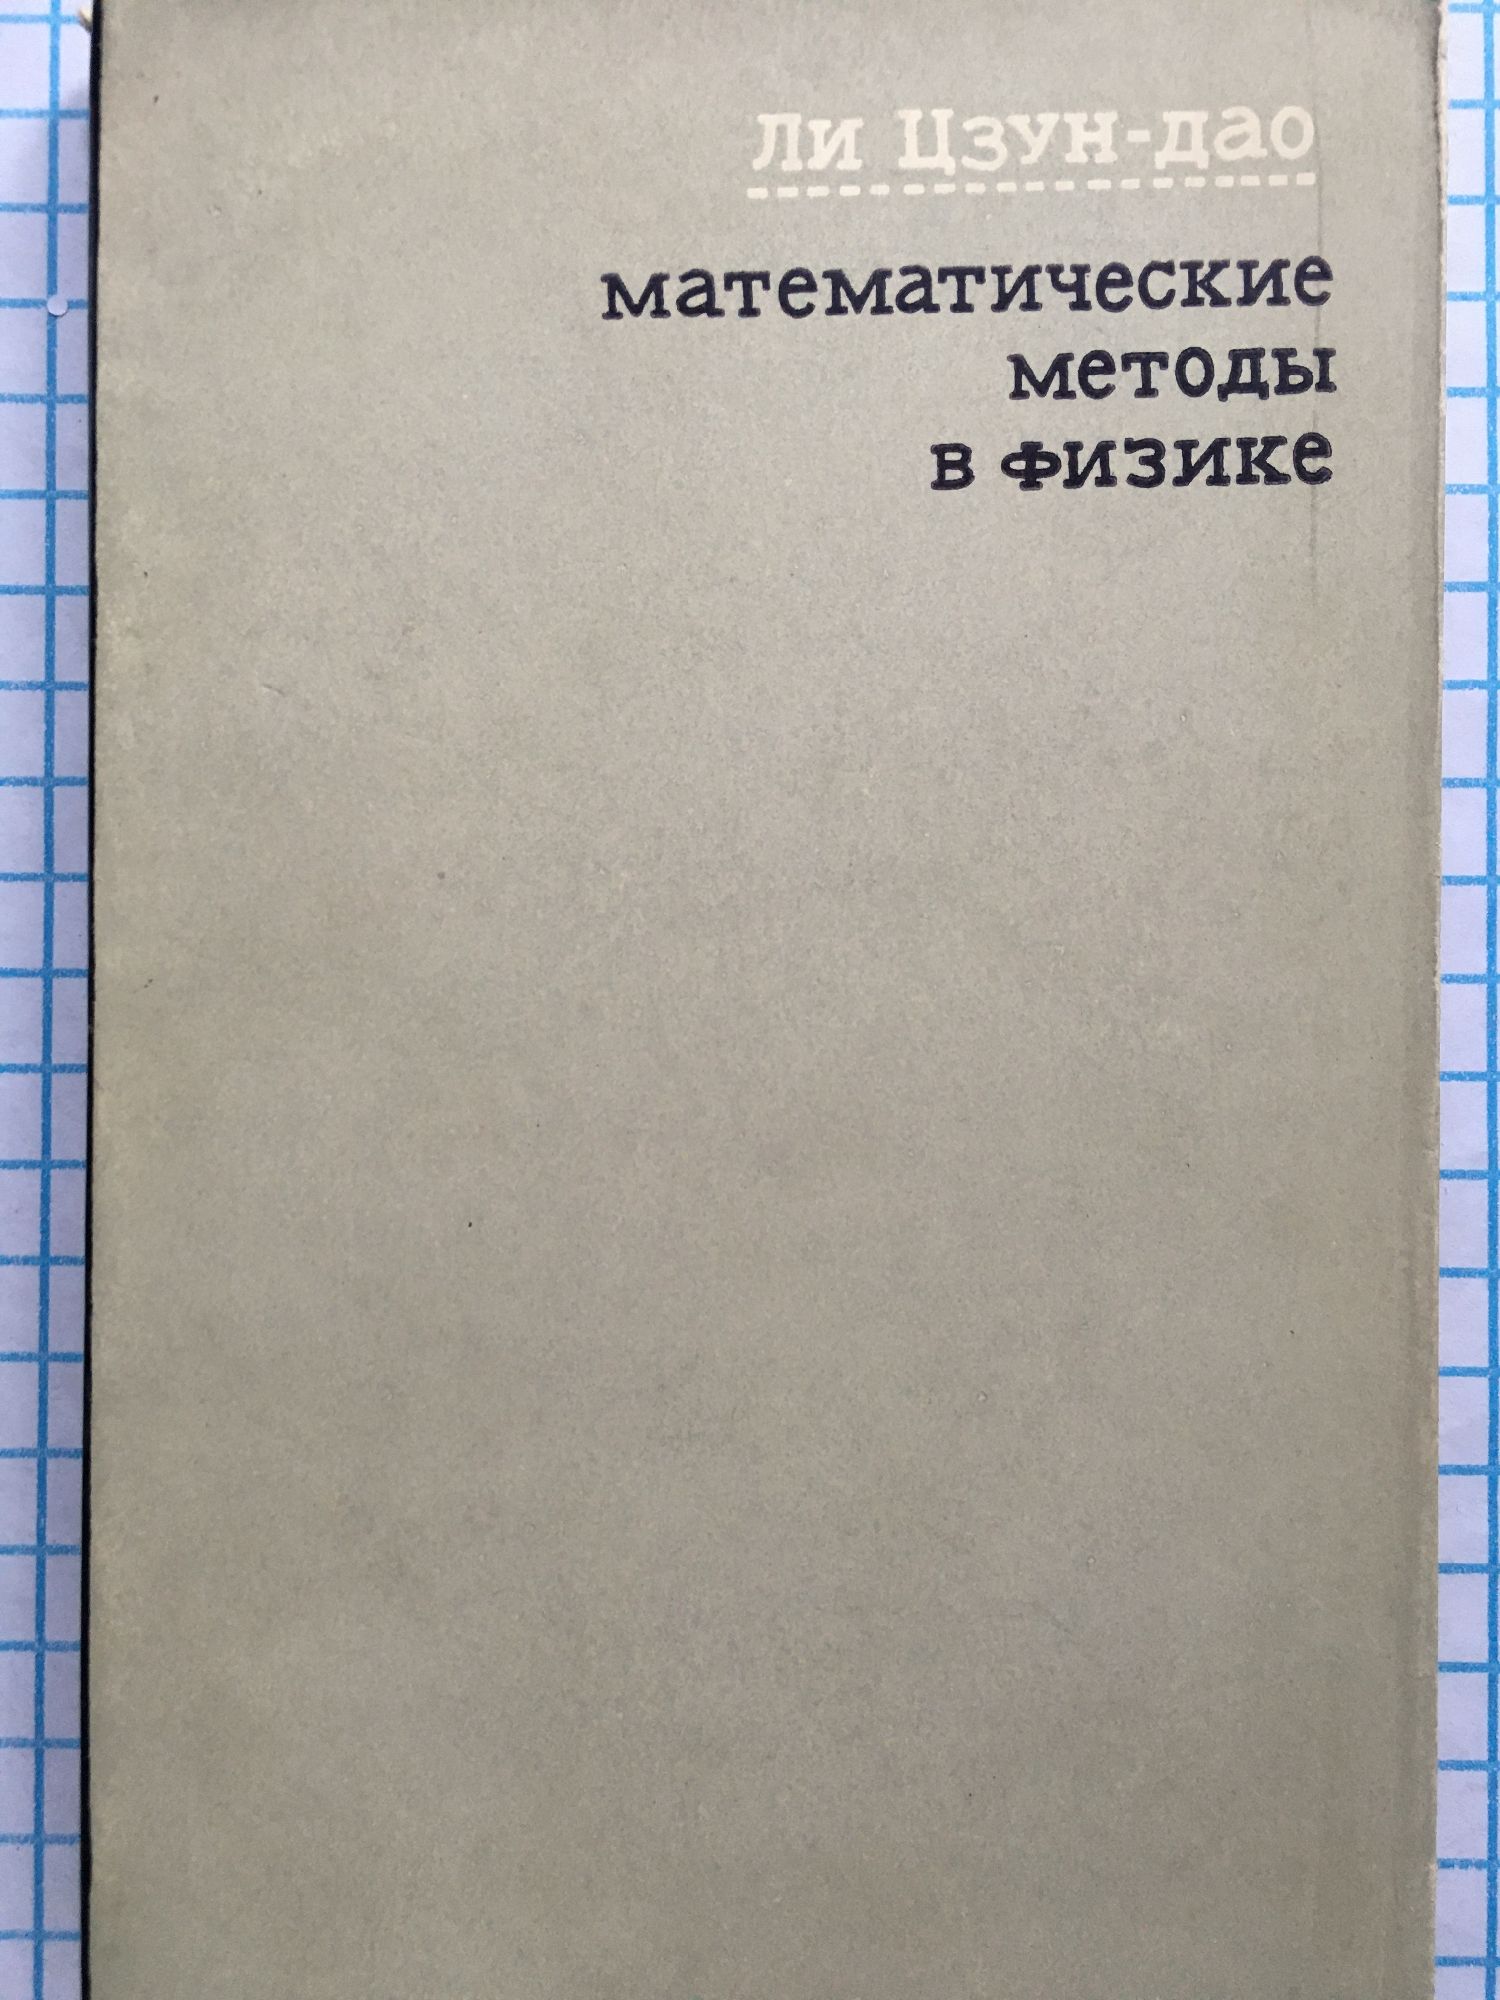 Ли Цзун-дао
математические
методы
в физике